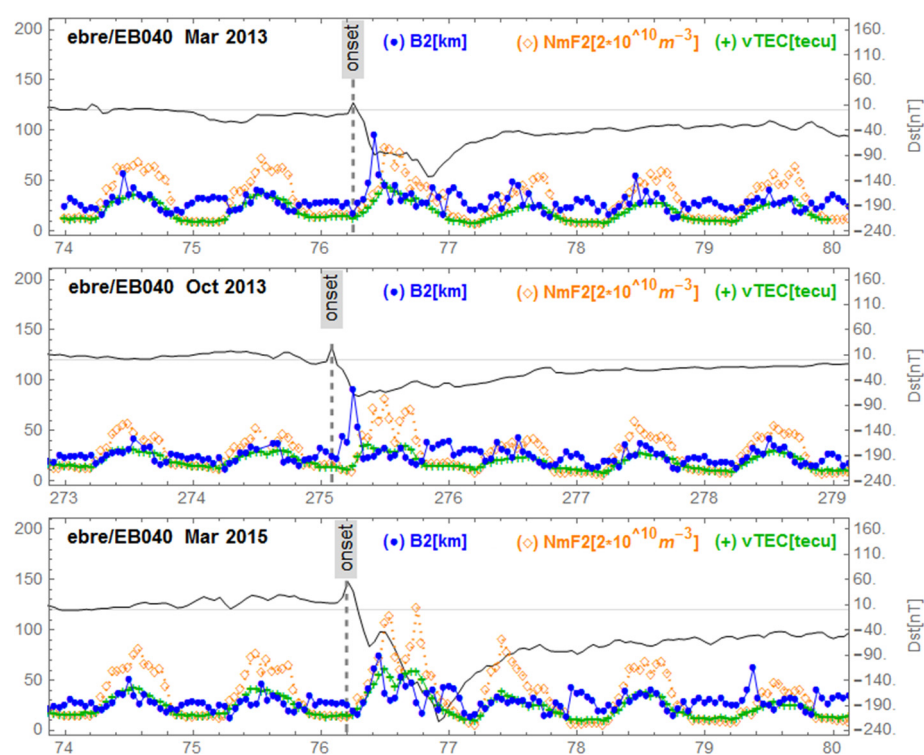 ebre/EB040 Mar 2013
onset
(●) B2[km]
(◇) NmF2[2*10^10 m^-3]
(+) vTEC[tecu]
200
150
100
50
0
160.
110.
60.
10.
-40.
-90.
-140.
-190.
-240.
Dst[nT]
74 75 76 77 78 79 80
ebre/EB040 Oct 2013
onset
(●) B2[km]
(◇) NmF2[2*10^10 m^-3]
(+) vTEC[tecu]
200
150
100
50
0
160.
110.
60.
10.
-40.
-90.
-140.
-190.
-240.
Dst[nT]
273 274 275 276 277 278 279
ebre/EB040 Mar 2015
onset
(●) B2[km]
(◇) NmF2[2*10^10 m^-3]
(+) vTEC[tecu]
200
150
100
50
0
160.
110.
60.
10.
-40.
-90.
-140.
-190.
-240.
Dst[nT]
74 75 76 77 78 79 80